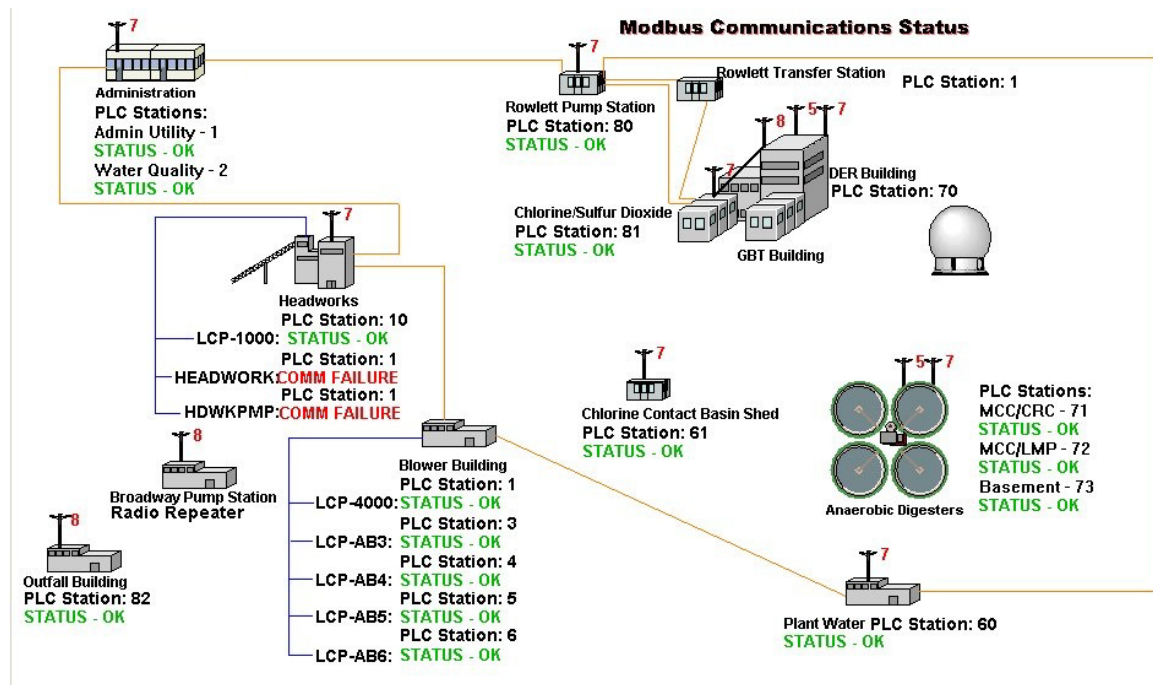 Modbus Communications Status
7
Administration
PLC Stations:
Admin Utility - 1
STATUS - OK
Water Quality - 2
STATUS - OK
7
Rowlett Pump Station
PLC Station: 80
STATUS - OK
Rowlett Transfer Station
PLC Station: 1
8
5
7
DER Building
PLC Station: 70
7
Chlorine/Sulfur Dioxide
PLC Station: 81
STATUS - OK
GBT Building
7
Headworks
PLC Station: 10
LCP-1000: STATUS - OK
PLC Station: 1
HEADWORK: COMM FAILURE
PLC Station: 1
HDWKPMP: COMM FAILURE
7
Chlorine Contact Basin Shed
PLC Station: 61
STATUS - OK
5
7
Anaerobic Digesters
PLC Stations:
MCC/CRC - 71
STATUS - OK
MCC/LMP - 72
STATUS - OK
Basement - 73
STATUS - OK
8
Broadway Pump Station
Radio Repeater
8
Outfall Building
PLC Station: 82
STATUS - OK
Blower Building
PLC Station: 1
LCP-4000: STATUS - OK
PLC Station: 3
LCP-AB3: STATUS - OK
PLC Station: 4
LCP-AB4: STATUS - OK
PLC Station: 5
LCP-AB5: STATUS - OK
PLC Station: 6
LCP-AB6: STATUS - OK
7
Plant Water PLC Station: 60
STATUS - OK